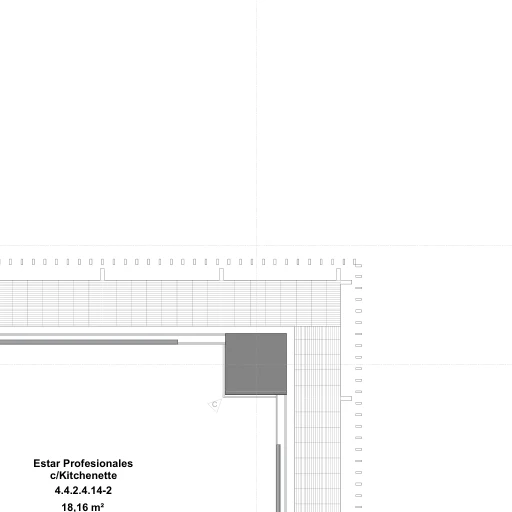 C
Estar Profesionales
c/Kitchenette
4.4.2.4.14-2
18,16 m²